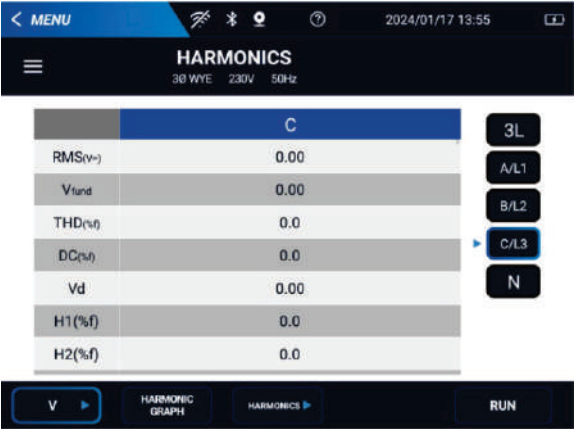 MENU 2024/01/17 13:55
HARMONICS
3Ø WYE 230V 50Hz
C
3L
RMS(V~) 0.00
A/L1
Vfund 0.00
B/L2
THD(%f) 0.0
C/L3
DC(%f) 0.0
Vd 0.00
N
H1(%f) 0.0
H2(%f) 0.0
V HARMONIC GRAPH HARMONICS RUN